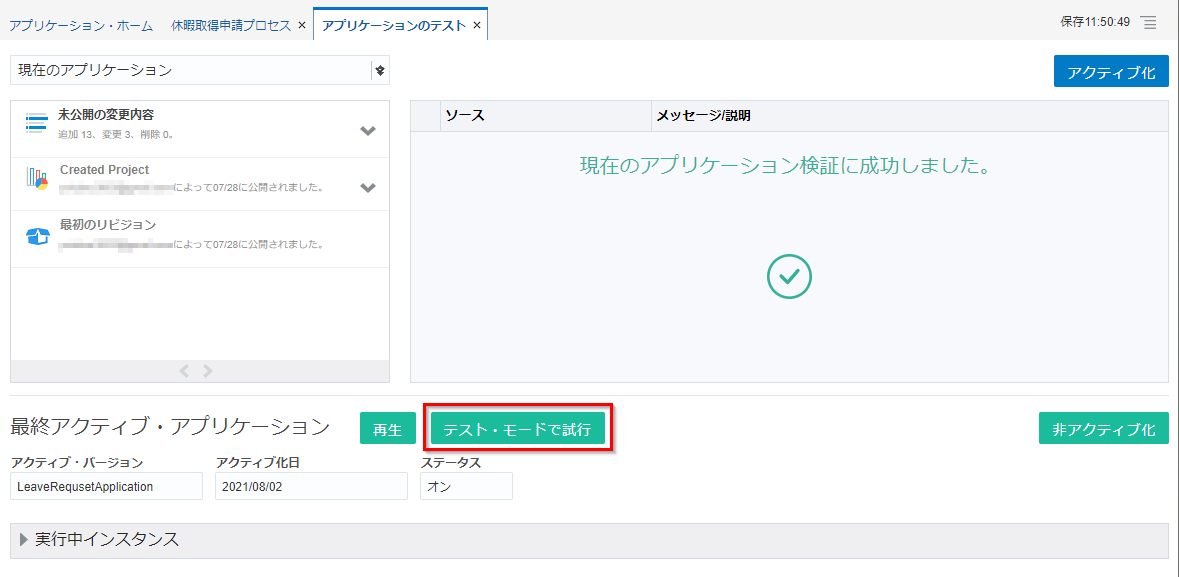 アプリケーション・ホーム 休暇取得申請プロセス × アプリケーションのテスト × 保存11:50:49
現在のアプリケーション
アクティブ化
未公開の変更内容
追加 13、変更 3、削除 0。
Created Project
によって07/28に公開されました。
最初のリビジョン
によって07/28に公開されました。
ソース メッセージ/説明
現在のアプリケーション検証に成功しました。
最終アクティブ・アプリケーション 再生 テスト・モードで試行 非アクティブ化
アクティブ・バージョン アクティブ化日 ステータス
LeaveRequsetApplication 2021/08/02 オン
実行中インスタンス